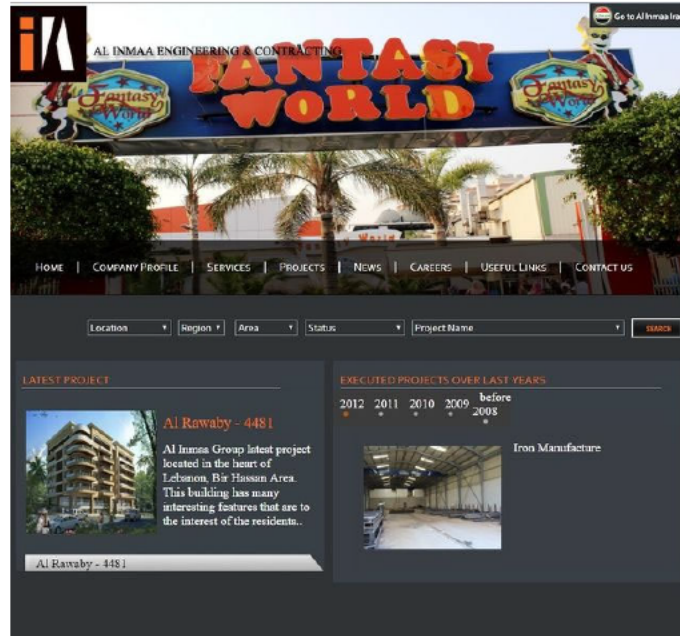 Go to Al Inmaa Ira
AL INMAA ENGINEERING & CONTRACTING
FANTASY
WORLD
Fantasy
World
Fantasy
World
World
HOME | COMPANY PROFILE | SERVICES | PROJECTS | NEWS | CAREERS | USEFUL LINKS | CONTACT US
Location Region Area Status Project Name SEARCH
LATEST PROJECT
Al Rawaby - 4481
Al Inmaa Group latest project
located in the heart of
Lebanon, Bir Hassan Area.
This building has many
interesting features that are to
the interest of the residents..
Al Rawaby - 4481
EXECUTED PROJECTS OVER LAST YEARS
2012 2011 2010 2009 before
2008
Iron Manufacture